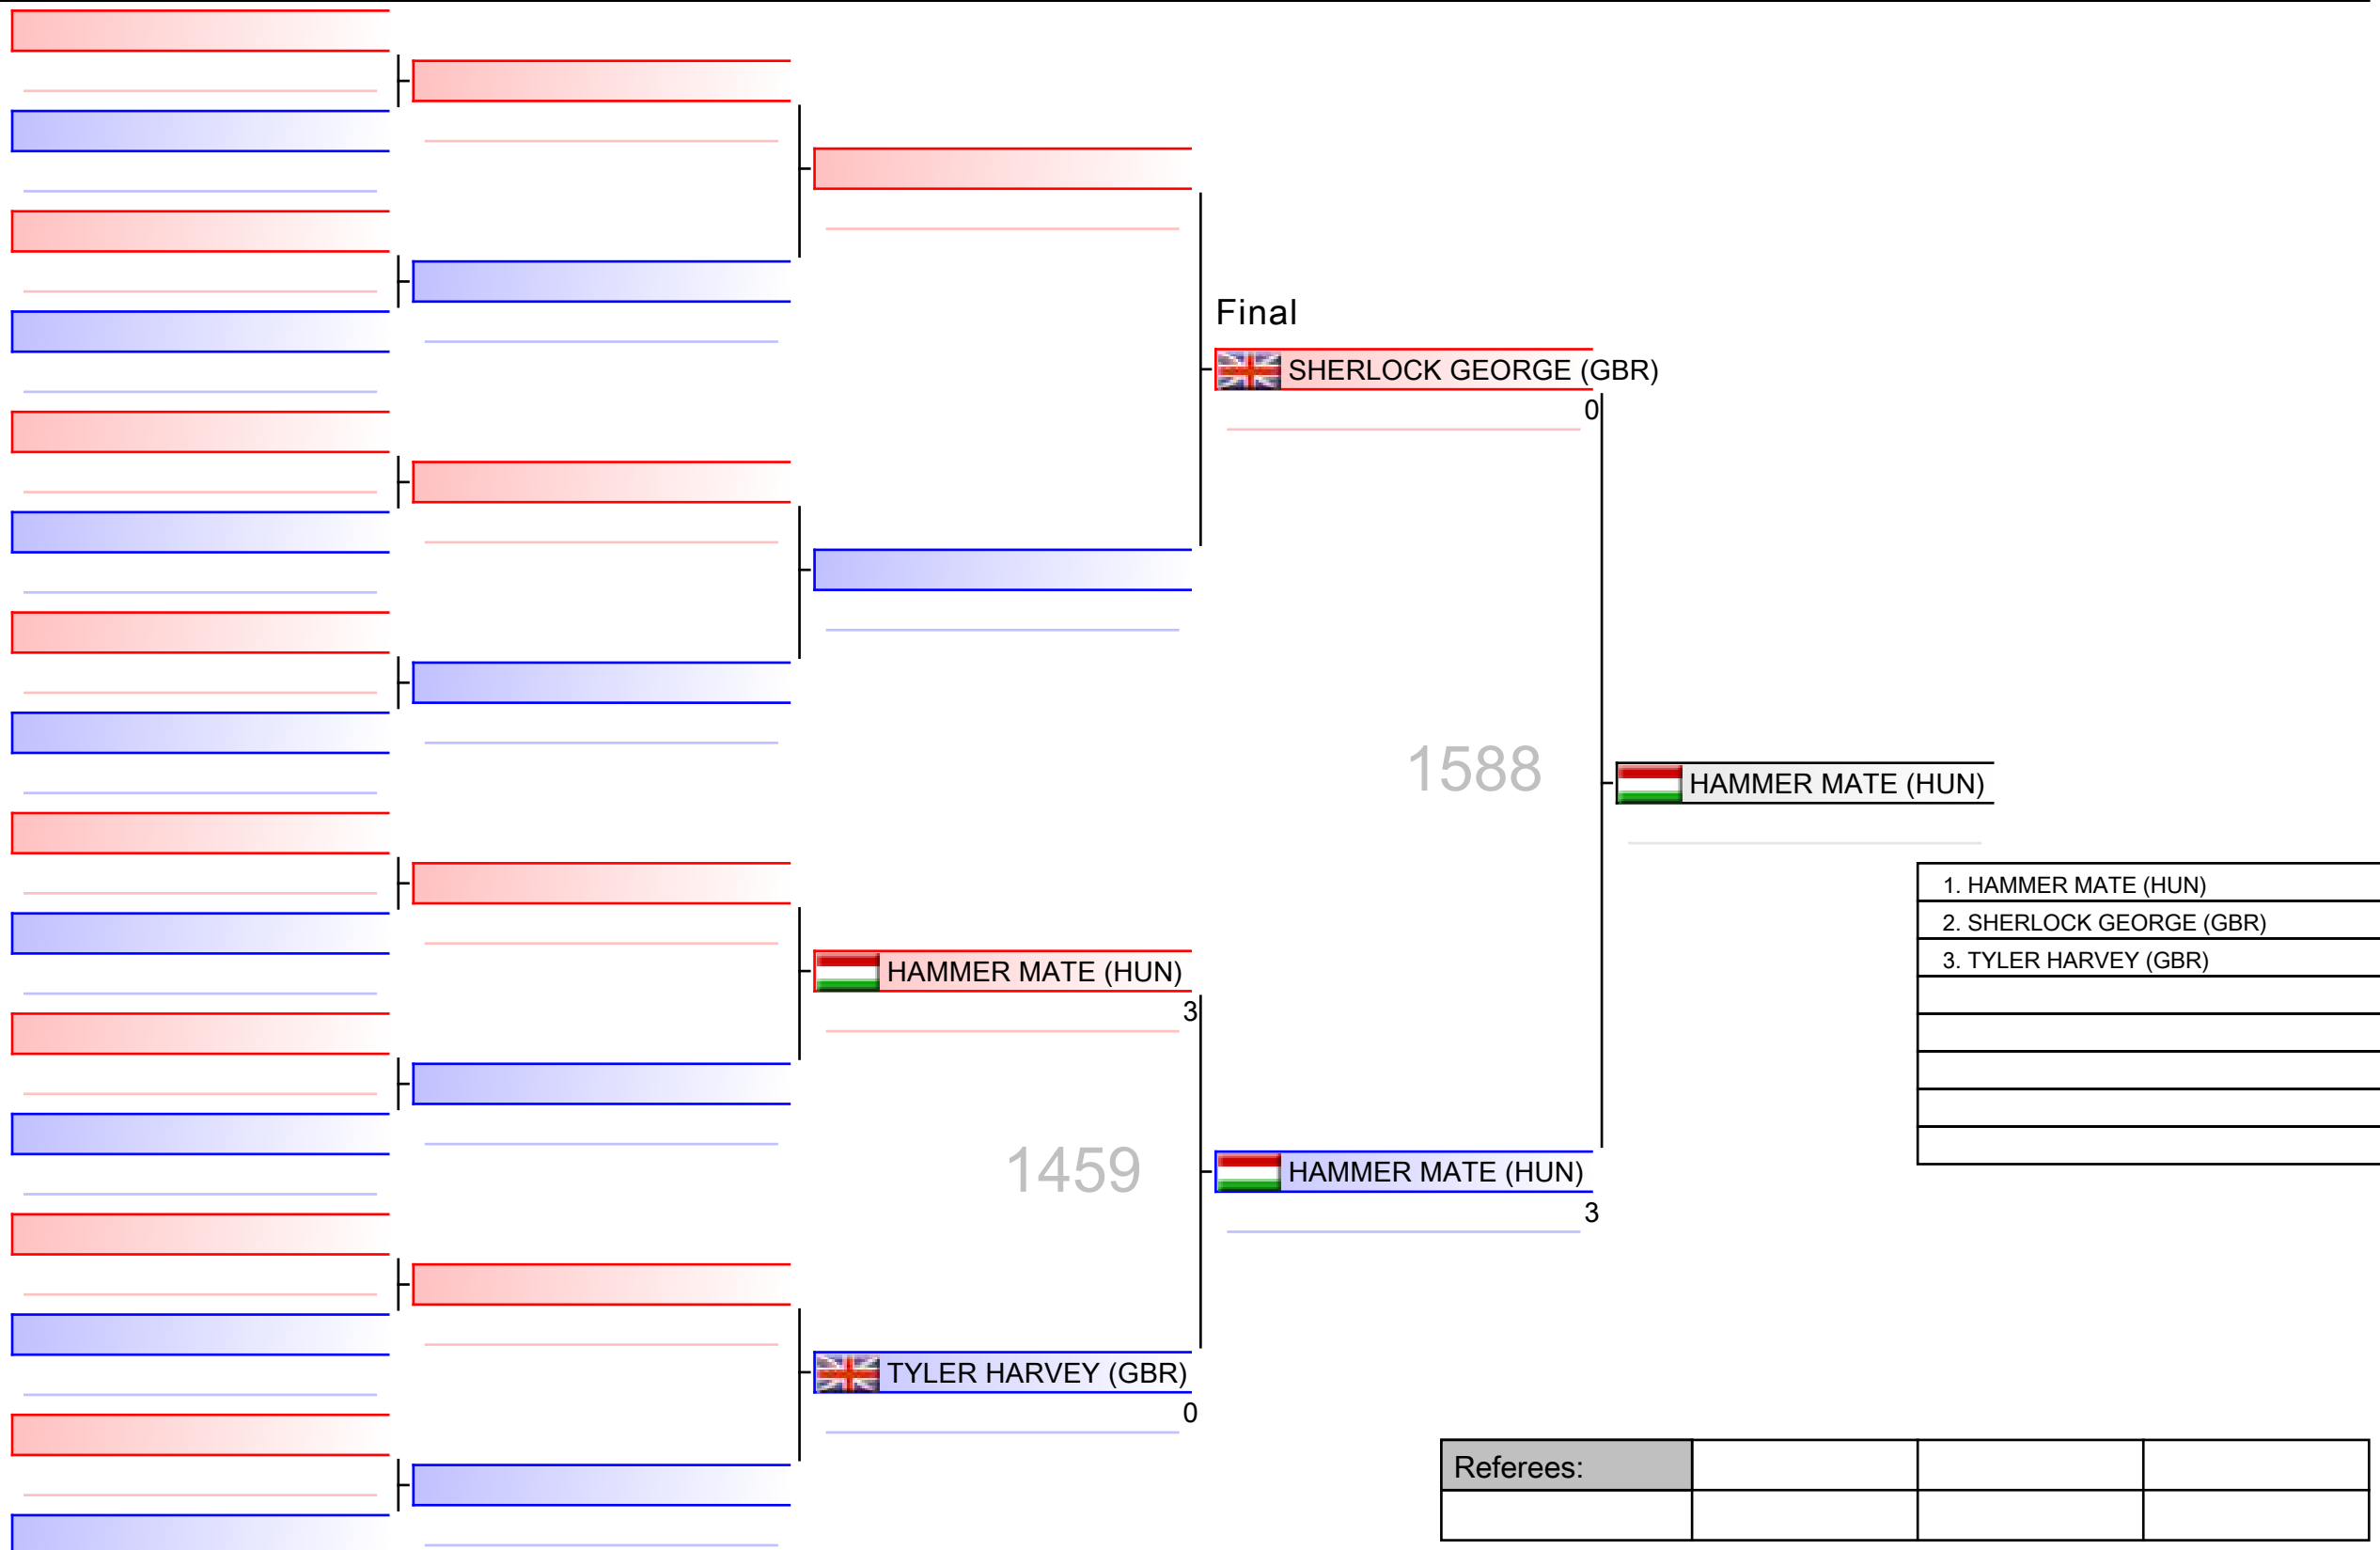 Final
SHERLOCK GEORGE (GBR)
0
1588
HAMMER MATE (HUN)
1. HAMMER MATE (HUN)
2. SHERLOCK GEORGE (GBR)
3. TYLER HARVEY (GBR)
HAMMER MATE (HUN)
3
1459
HAMMER MATE (HUN)
3
TYLER HARVEY (GBR)
0
Referees: